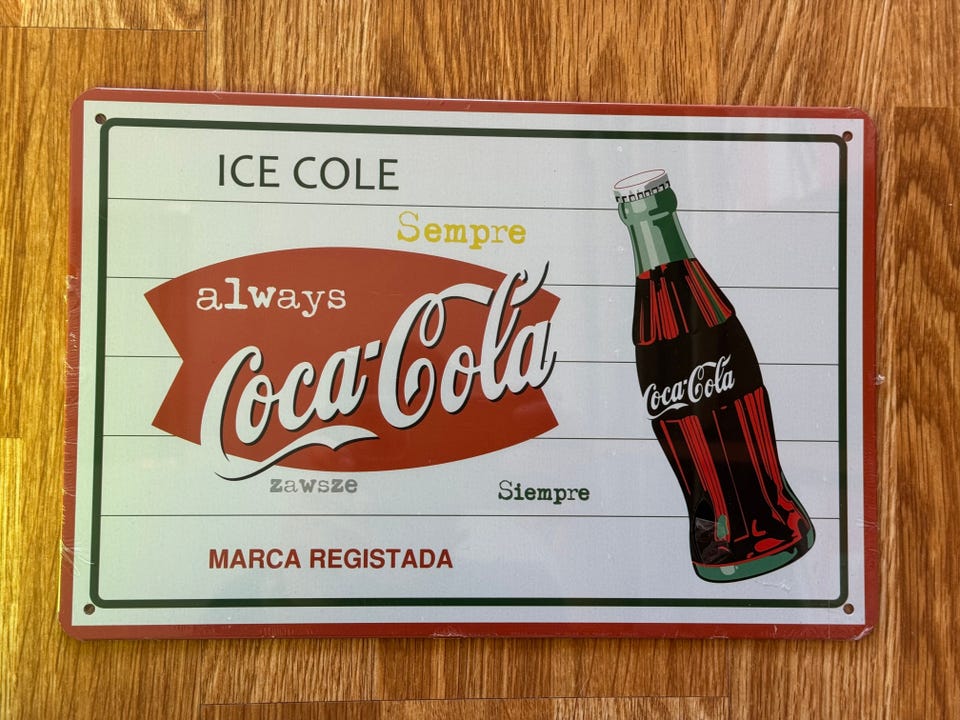 ICE COLE
Sempre
always
Coca-Cola
Coca-Cola
zawsze
Siempre
MARCA REGISTADA